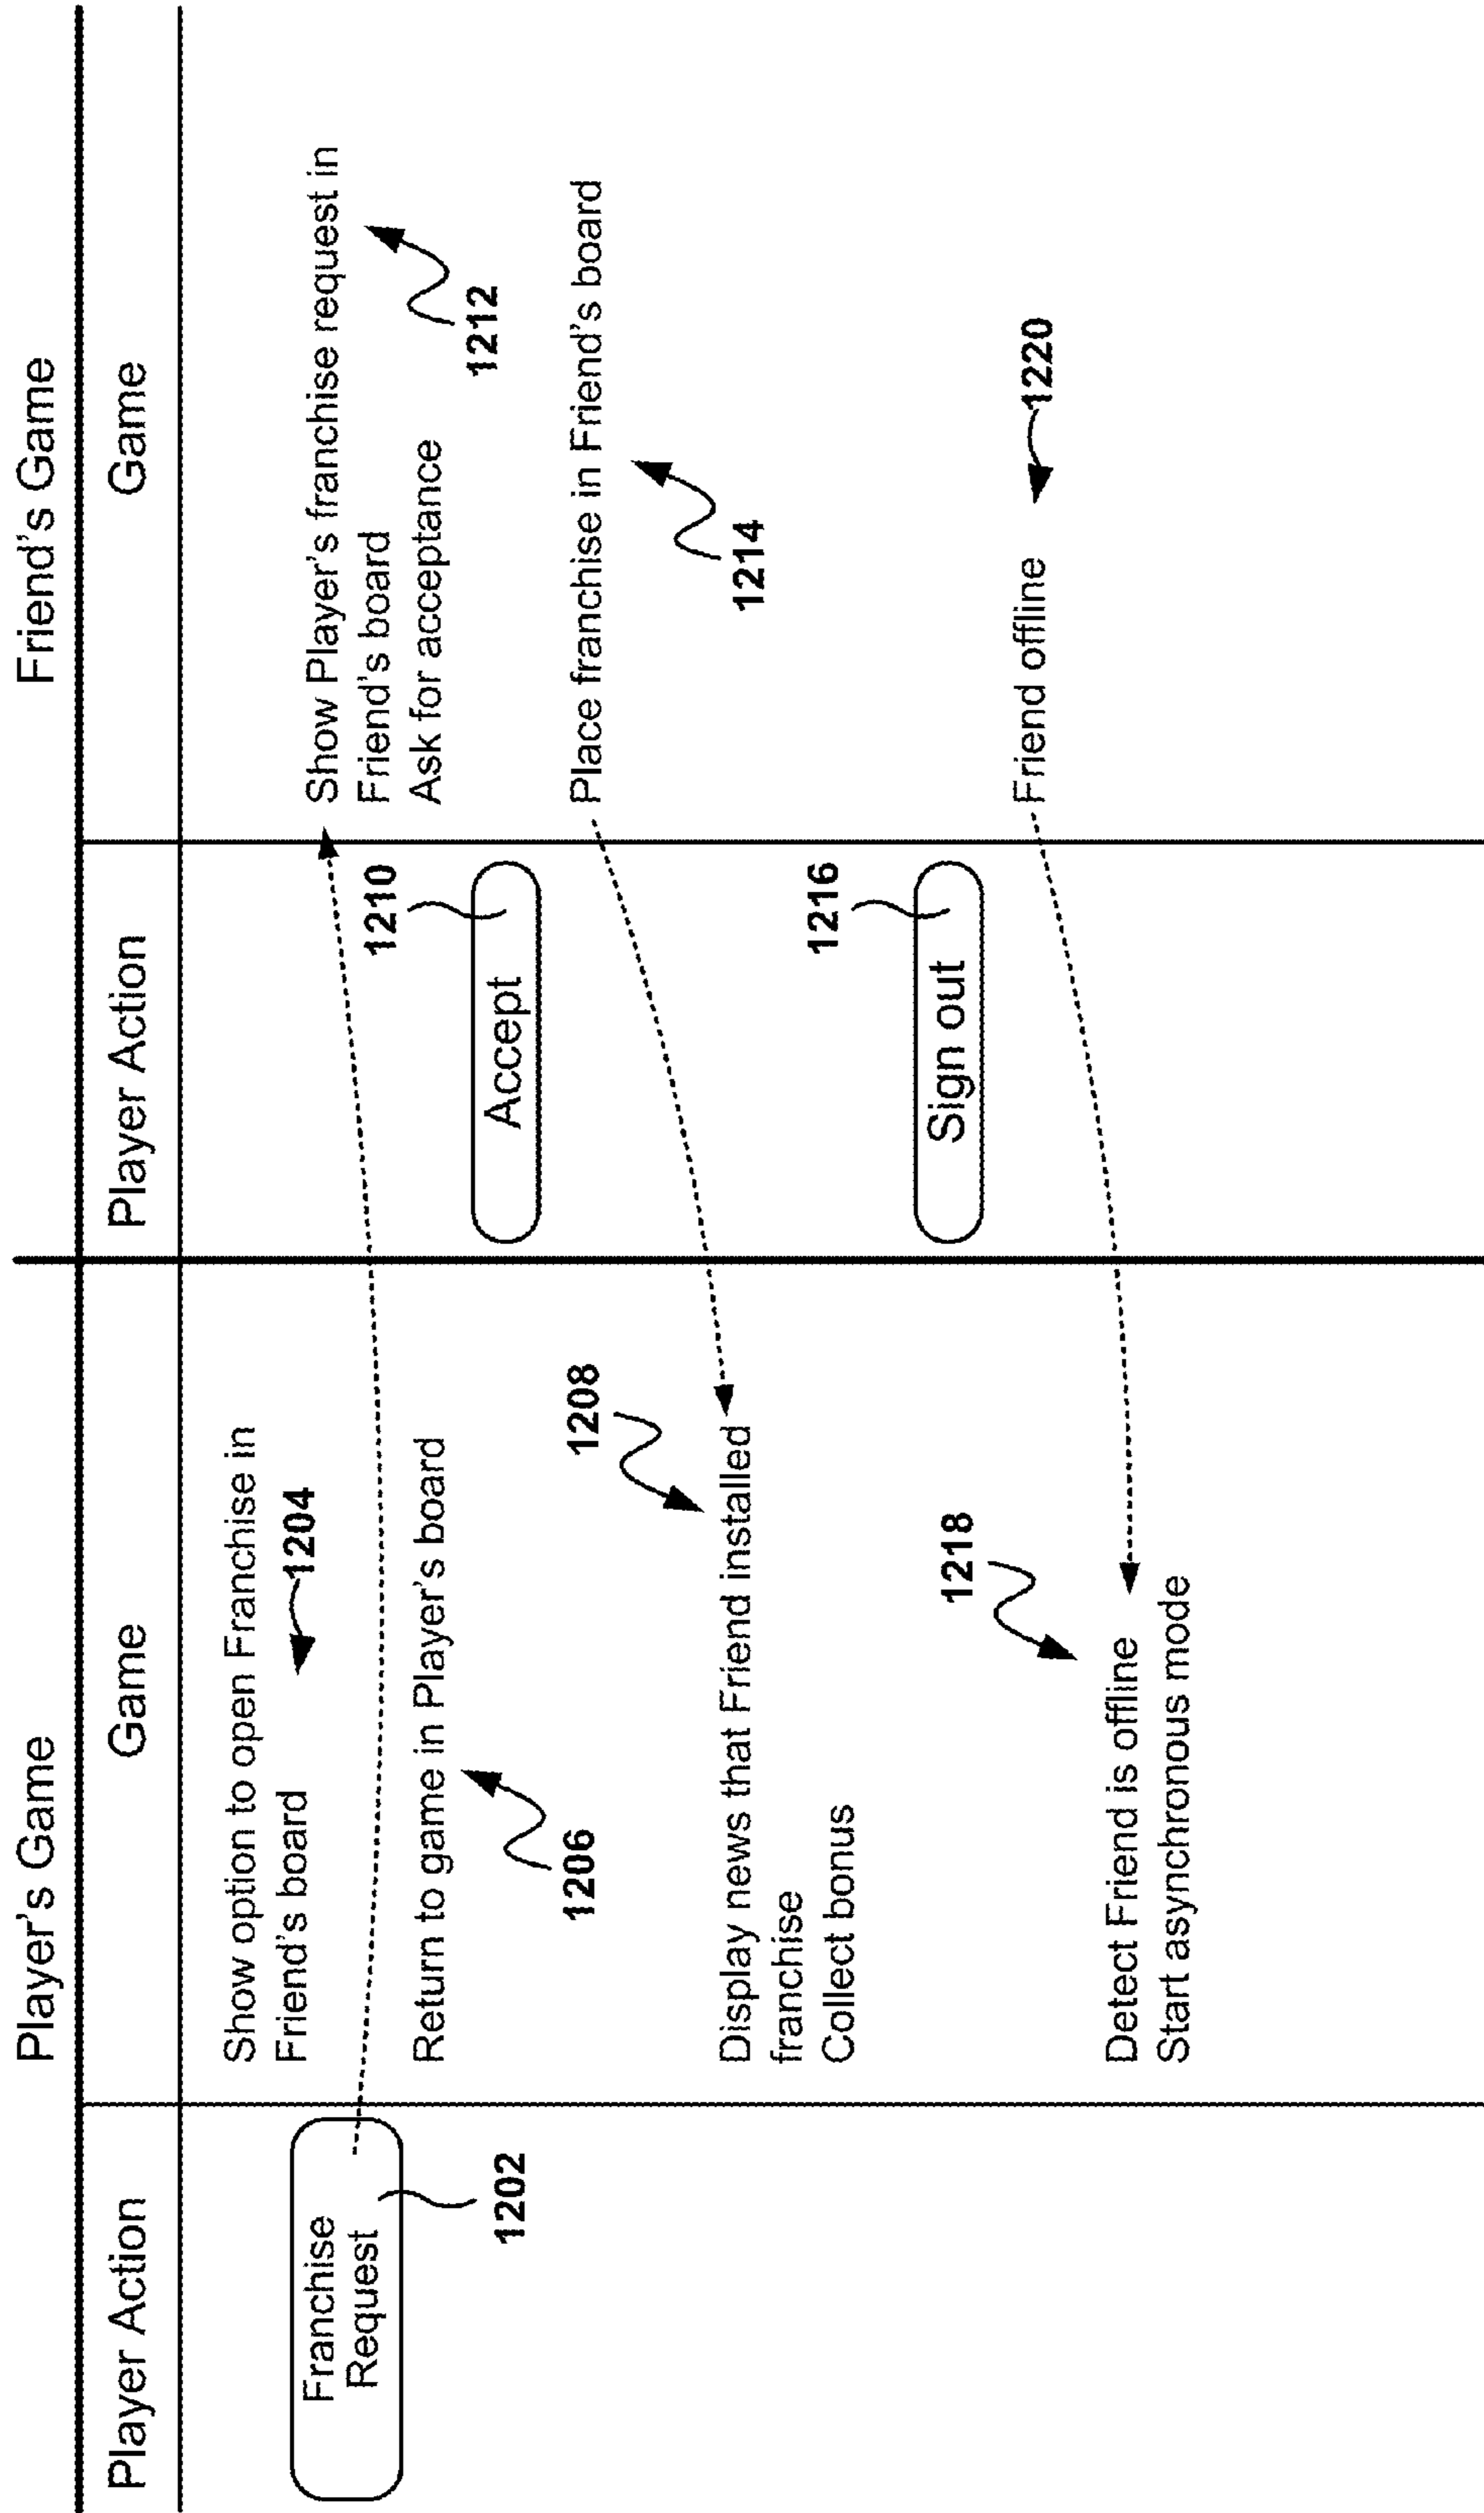 Player's Game
Friend's Game
Player Action
Game
Player Action
Game
Show option to open Franchise in
Friend's board
1204
Franchise
Request
1202
Show Player's franchise request in
Friend's board
Ask for acceptance
1212
Return to game in Player's board
1206
1210
Accept
Place franchise in Friend's board
1214
1208
Display news that Friend installed
franchise
Collect bonus
1216
Sign out
Friend offline
1220
1218
Detect Friend is offline
Start asynchronous mode